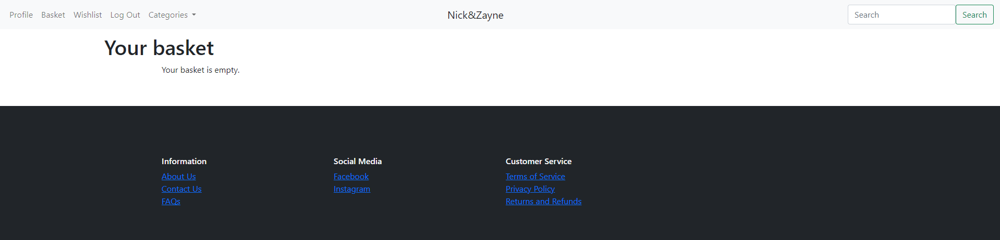 Profile Basket Wishlist Log Out Categories Nick&Zayne Search Search
Your basket
Your basket is empty.
Information
About Us
Contact Us
FAQs
Social Media
Facebook
Instagram
Customer Service
Terms of Service
Privacy Policy
Returns and Refunds